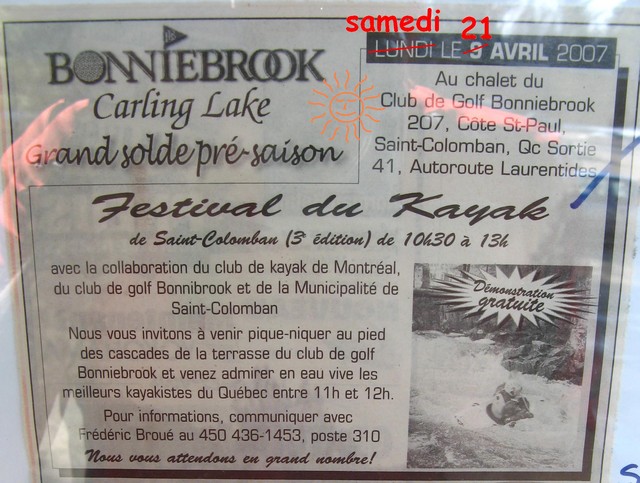 BONNIEBROOK
Carling Lake
Grand solde pré-saison
samedi 21
LUNDI LE 9 AVRIL 2007
Au chalet du
Club de Golf Bonniebrook
207, Côte St-Paul,
Saint-Colomban, Qc Sortie
41, Autoroute Laurentides
Festival du Kayak
de Saint-Colomban (3e édition) de 10h30 à 13h
avec la collaboration du club de kayak de Montréal,
du club de golf Bonnibrook et de la Municipalité de
Saint-Colomban
Nous vous invitons à venir pique-niquer au pied
des cascades de la terrasse du club de golf
Bonniebrook et venez admirer en eau vive les
meilleurs kayakistes du Québec entre 11h et 12h.
Pour informations, communiquer avec
Frédéric Broué au 450 436-1453, poste 310
Nous vous attendons en grand nombre!
Démonstration
gratuite